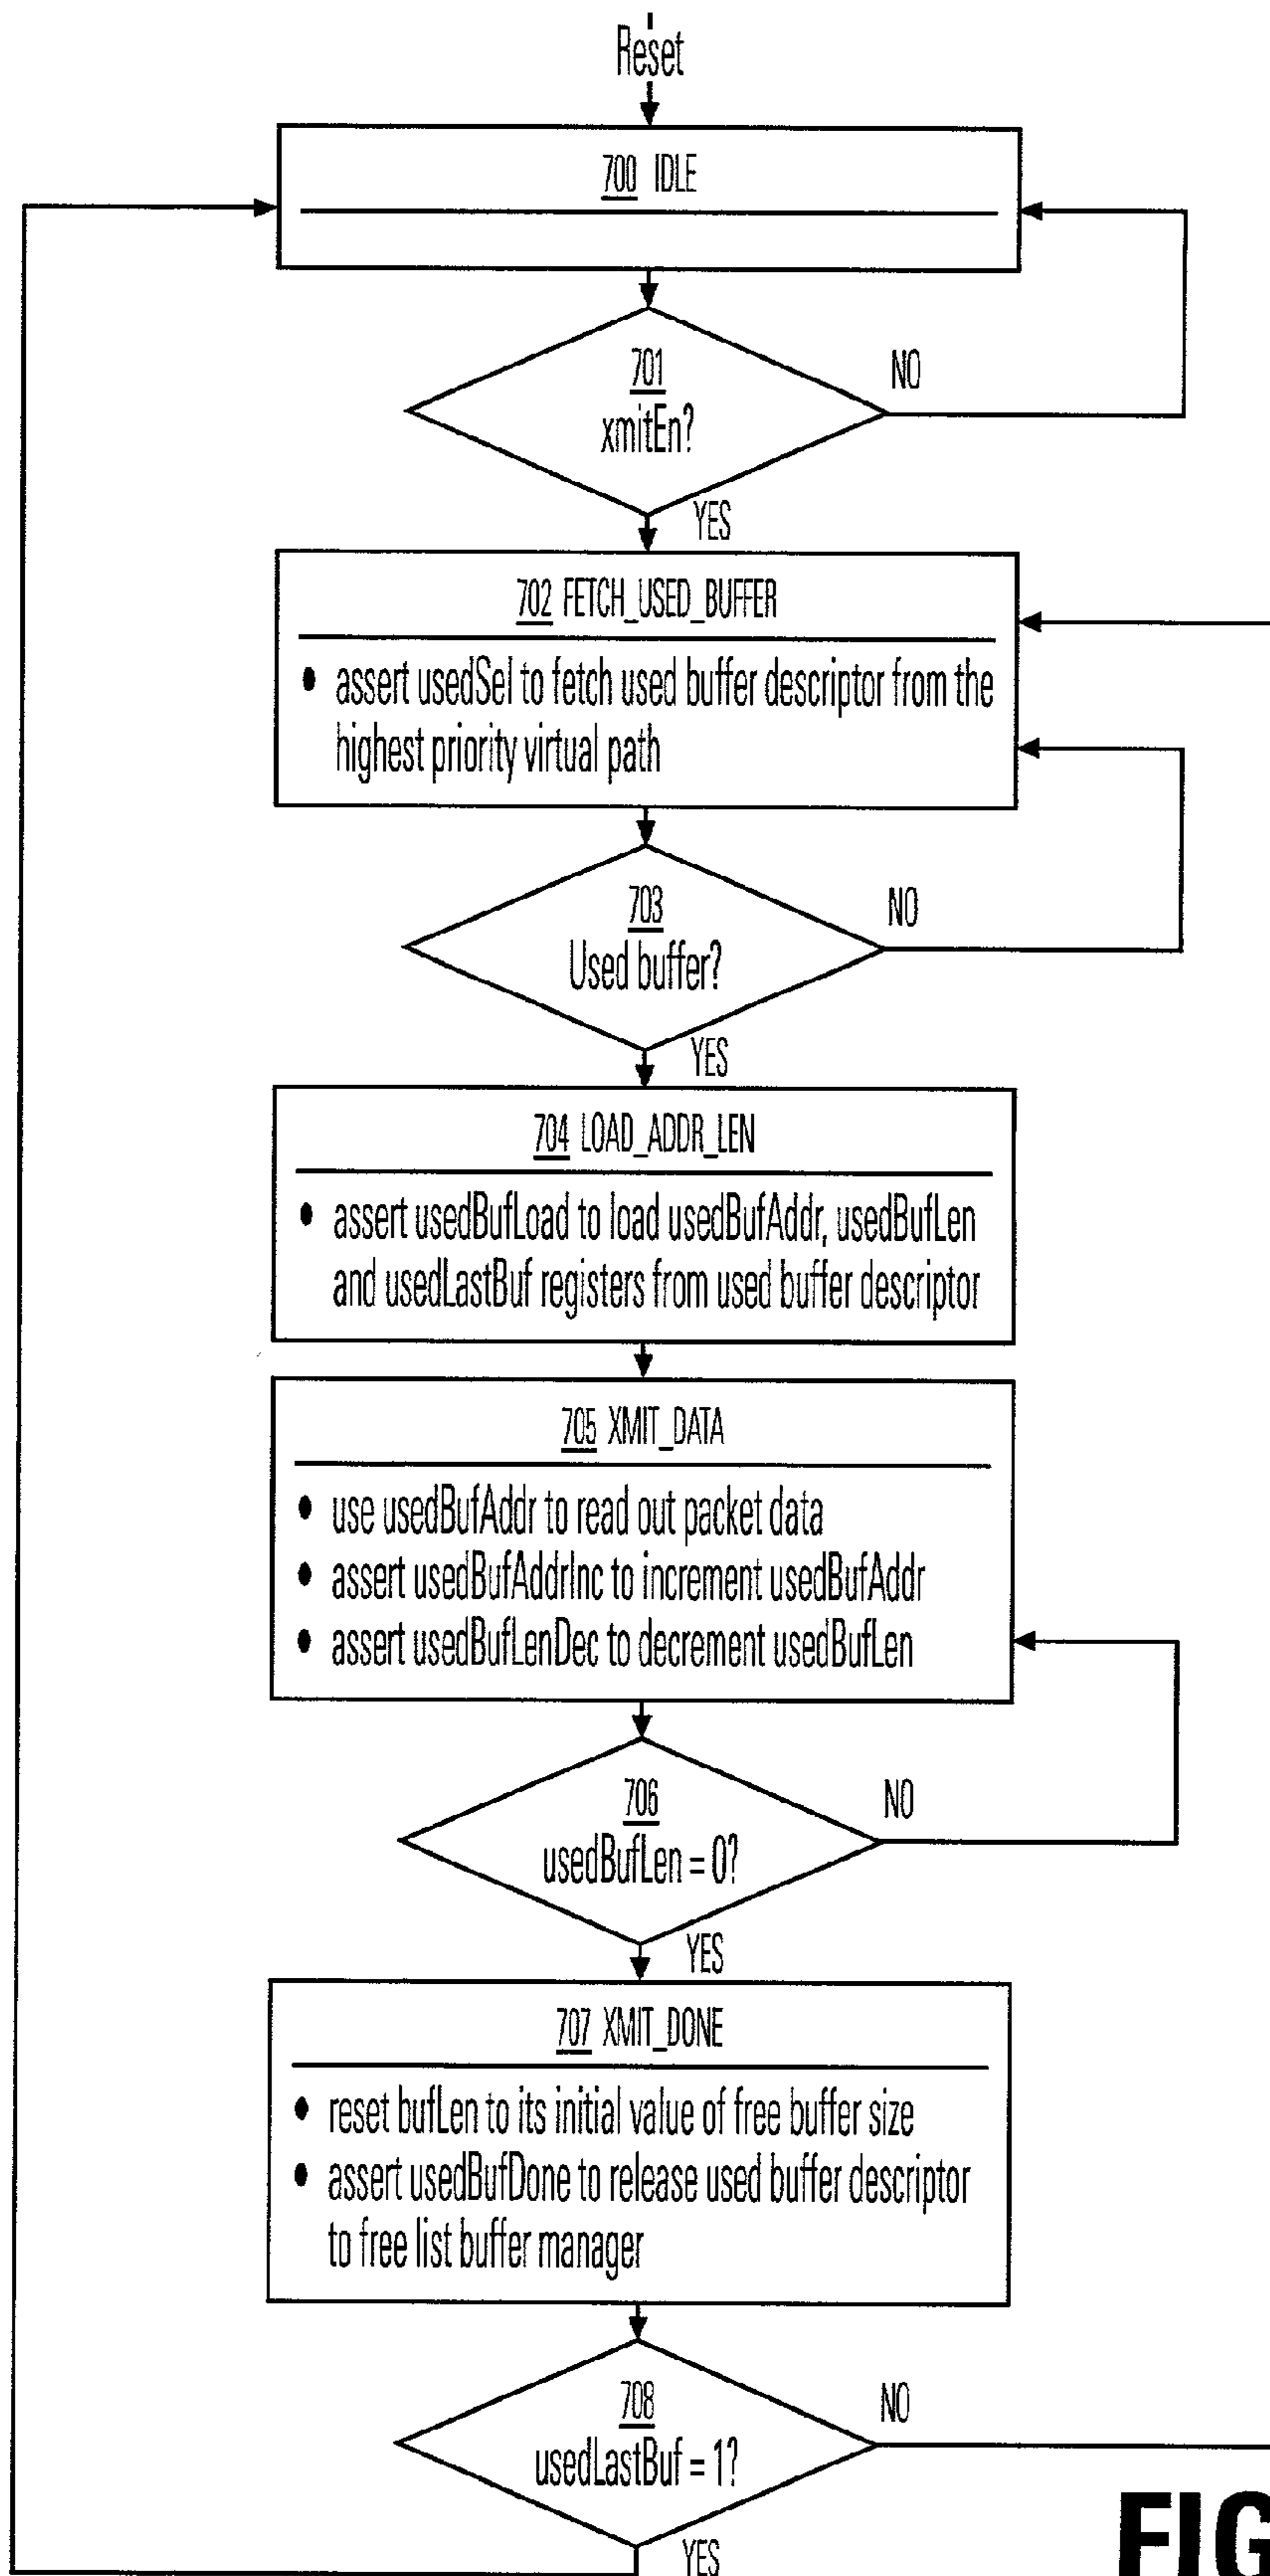 Reset
700 IDLE
701
xmitEn?
NO
YES
702 FETCH_USED_BUFFER
• assert usedSel to fetch used buffer descriptor from the
highest priority virtual path
703
Used buffer?
NO
YES
704 LOAD_ADDR_LEN
• assert usedBufLoad to load usedBufAddr, usedBufLen
and usedLastBuf registers from used buffer descriptor
705 XMIT_DATA
• use usedBufAddr to read out packet data
• assert usedBufAddrInc to increment usedBufAddr
• assert usedBufLenDec to decrement usedBufLen
706
usedBufLen = 0?
NO
YES
707 XMIT_DONE
• reset bufLen to its initial value of free buffer size
• assert usedBufDone to release used buffer descriptor
to free list buffer manager
708
usedLastBuf = 1?
NO
YES
FIG